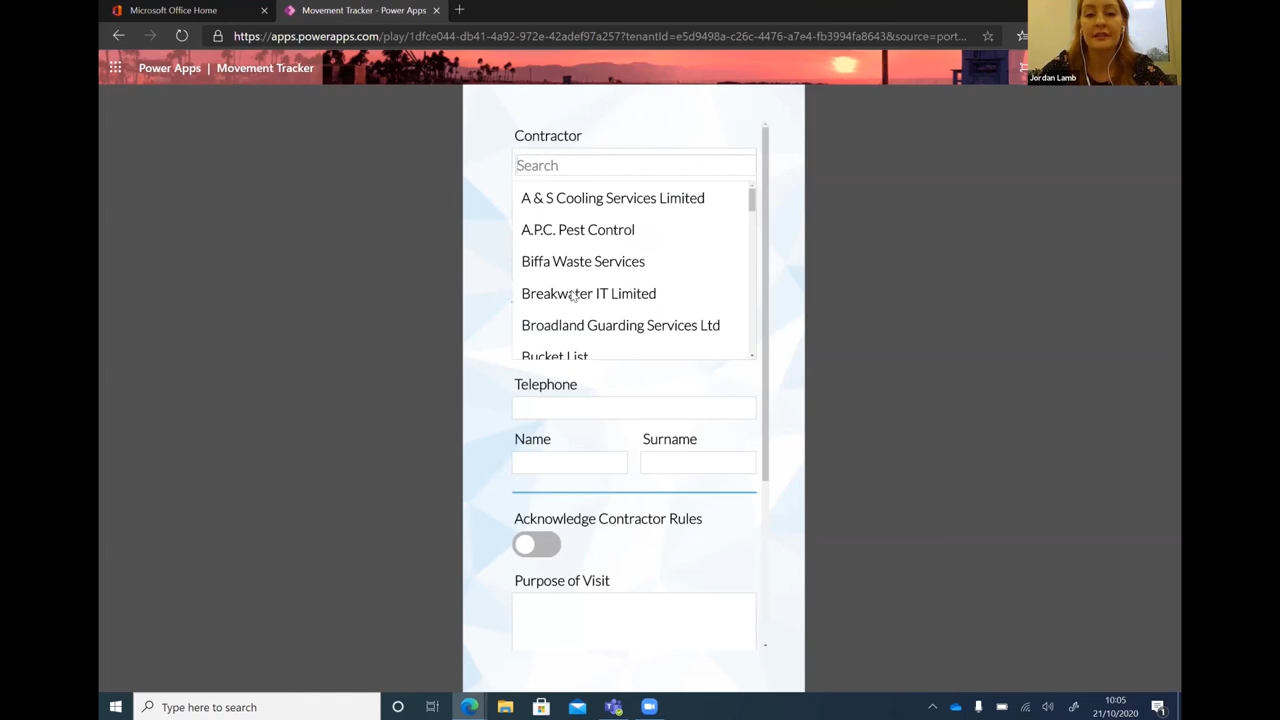 Microsoft Office Home
Movement Tracker - Power Apps
https://apps.powerapps.com/play/1dfce044-db41-4a92-972e-42adef97a257?tenantId=e5d9498a-c26c-4476-a7e4-fb3994fa8643&source=port...
Power Apps | Movement Tracker
Jordan Lamb
Contractor
Search
A & S Cooling Services Limited
A.P.C. Pest Control
Biffa Waste Services
Breakwater IT Limited
Broadland Guarding Services Ltd
Bucket List
Telephone
Name Surname
Acknowledge Contractor Rules
Purpose of Visit
Type here to search
10:05
21/10/2020
1